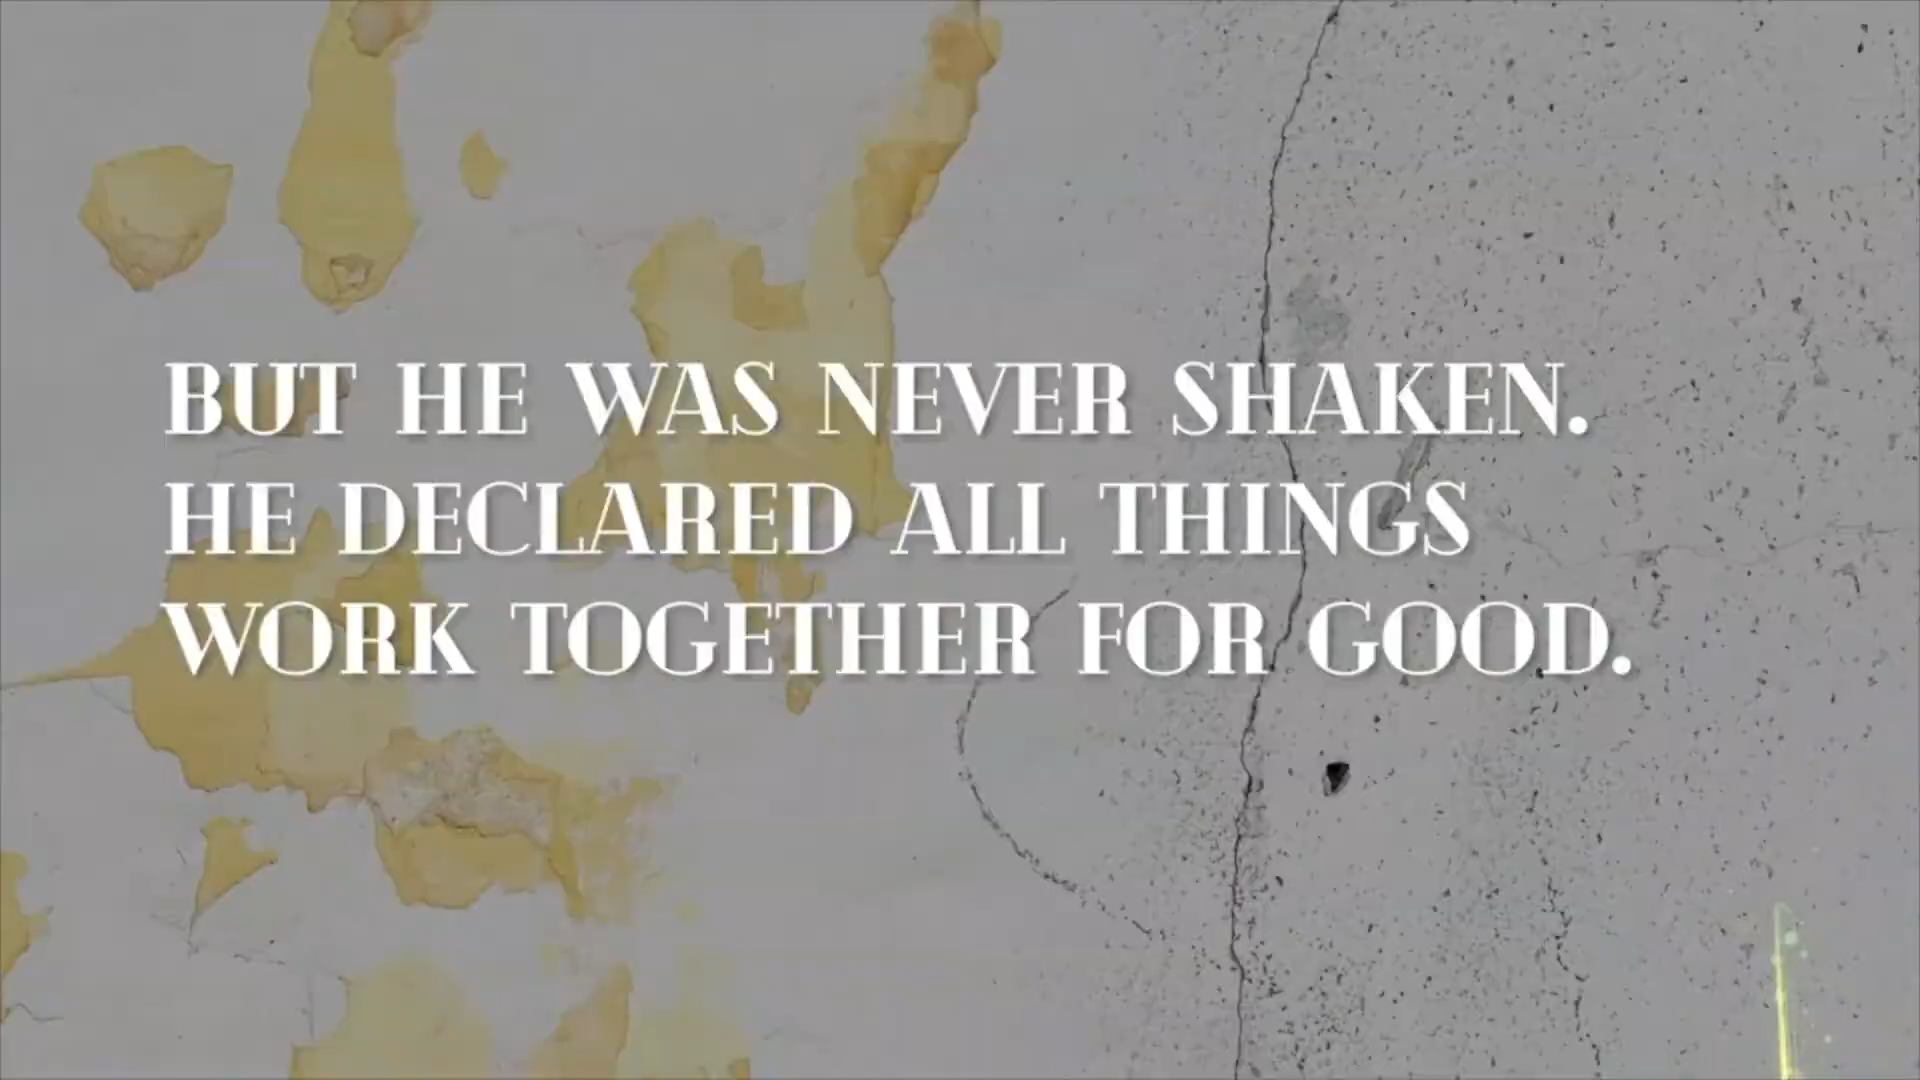 BUT HE WAS NEVER SHAKEN.
HE DECLARED ALL THINGS
WORK TOGETHER FOR GOOD.